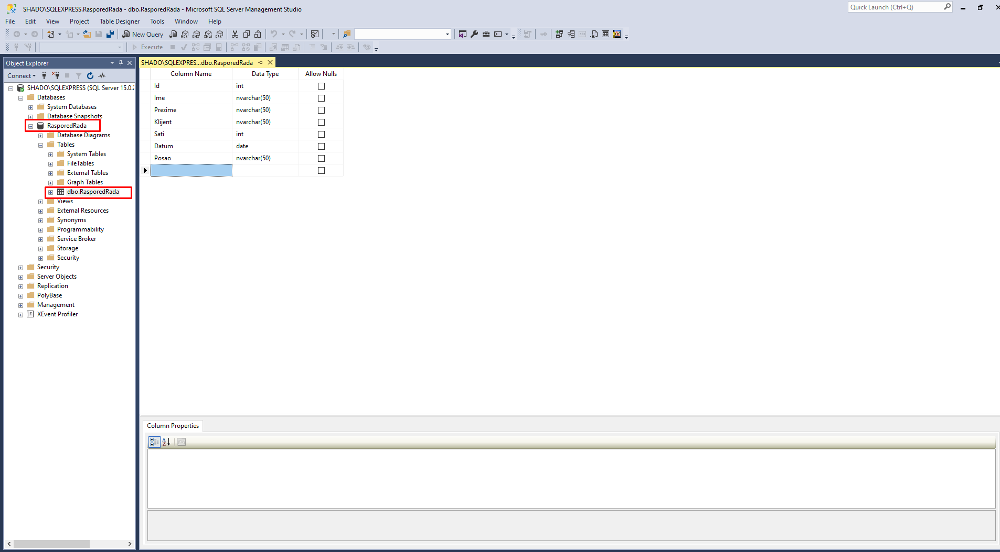 SHADO\SQLEXPRESS.RasporedRada - dbo.RasporedRada - Microsoft SQL Server Management Studio
Quick Launch (Ctrl+Q)
File Edit View Project Table Designer Tools Window Help
New Query MDX DMX XMLA DAX
Execute
Object Explorer
SHADO\SQLEXPRES...dbo.RasporedRada
Connect
SHADO\SQLEXPRESS (SQL Server 15.0.2
Databases
System Databases
Database Snapshots
RasporedRada
Database Diagrams
Tables
System Tables
FileTables
External Tables
Graph Tables
dbo.RasporedRada
Views
External Resources
Synonyms
Programmability
Service Broker
Storage
Security
Security
Server Objects
Replication
PolyBase
Management
XEvent Profiler
Column Name Data Type Allow Nulls
Id int
Ime nvarchar(50)
Prezime nvarchar(50)
Klijent nvarchar(50)
Sati int
Datum date
Posao nvarchar(50)
Column Properties